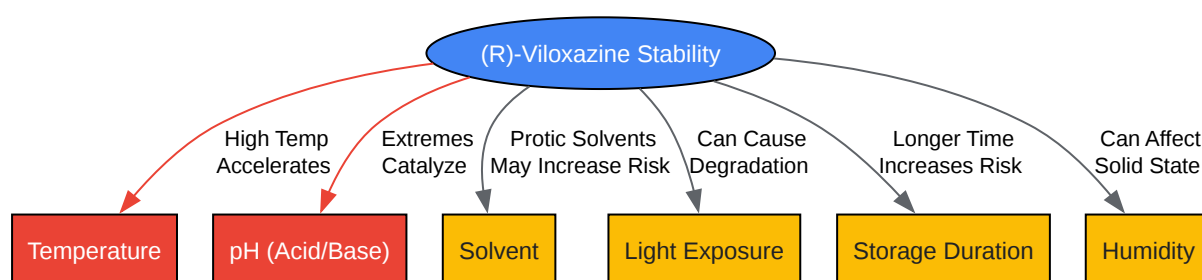 (R)-Viloxazine Stability
High Temp
Accelerates
Extremes
Catalyze
Protic Solvents
May Increase Risk
Can Cause
Degradation
Longer Time
Increases Risk
Can Affect
Solid State
Temperature
pH (Acid/Base)
Solvent
Light Exposure
Storage Duration
Humidity